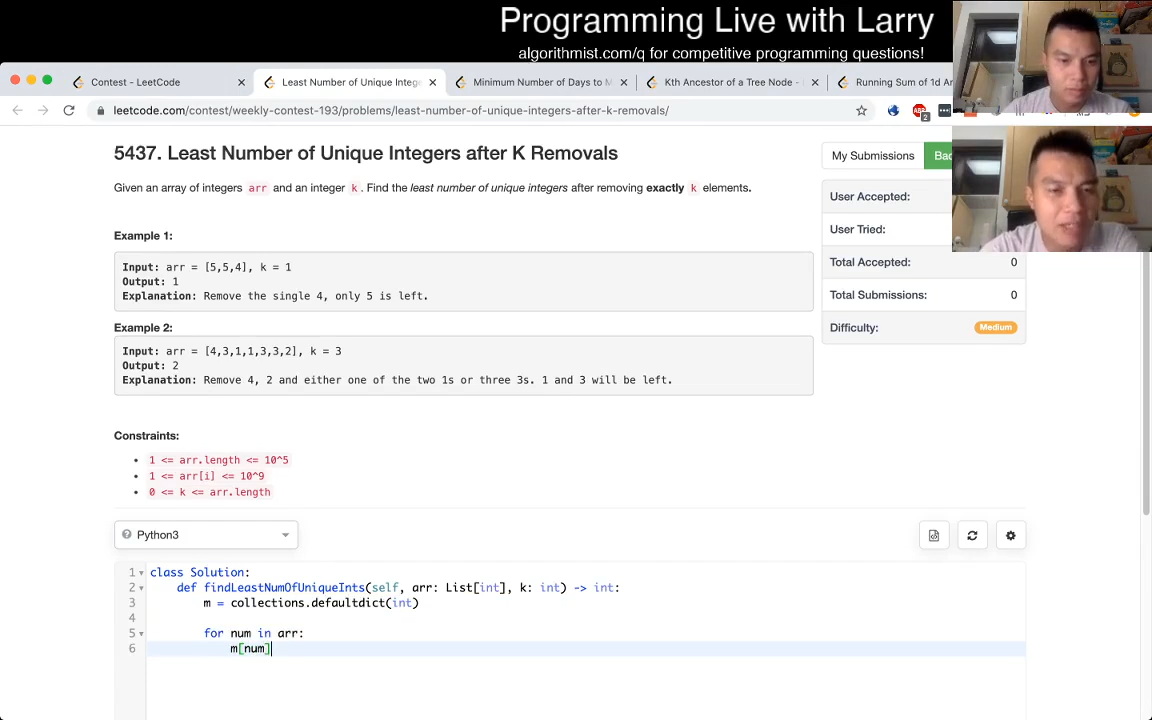 Programming Live with Larry
algorithmist.com/q for competitive programming questions!
Contest - LeetCode
Least Number of Unique Intege
Minimum Number of Days to M
Kth Ancestor of a Tree Node -
Running Sum of 1d Ar
leetcode.com/contest/weekly-contest-193/problems/least-number-of-unique-integers-after-k-removals/
ABP
2
5437. Least Number of Unique Integers after K Removals
My Submissions
Bac
Given an array of integers arr and an integer k. Find the least number of unique integers after removing exactly k elements.
User Accepted:
User Tried:
Total Accepted: 0
Total Submissions: 0
Difficulty: Medium
Example 1:
Input: arr = [5,5,4], k = 1
Output: 1
Explanation: Remove the single 4, only 5 is left.
Example 2:
Input: arr = [4,3,1,1,3,3,2], k = 3
Output: 2
Explanation: Remove 4, 2 and either one of the two 1s or three 3s. 1 and 3 will be left.
Constraints:
1 <= arr.length <= 10^5
1 <= arr[i] <= 10^9
0 <= k <= arr.length
Python3
1 class Solution:
2 def findLeastNumOfUniqueInts(self, arr: List[int], k: int) -> int:
3 m = collections.defaultdict(int)
4
5 for num in arr:
6 m[num]